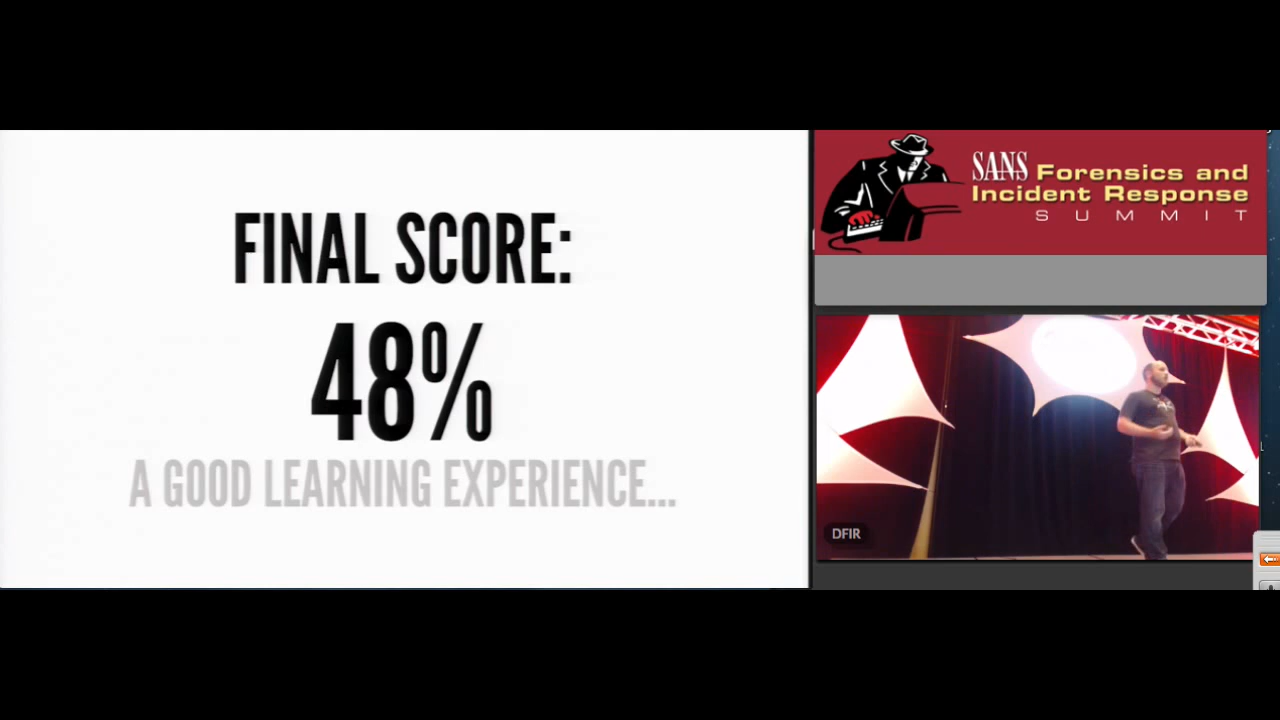 FINAL SCORE:
48%
A GOOD LEARNING EXPERIENCE...
SANS Forensics and
Incident Response
SUMMIT
DFIR